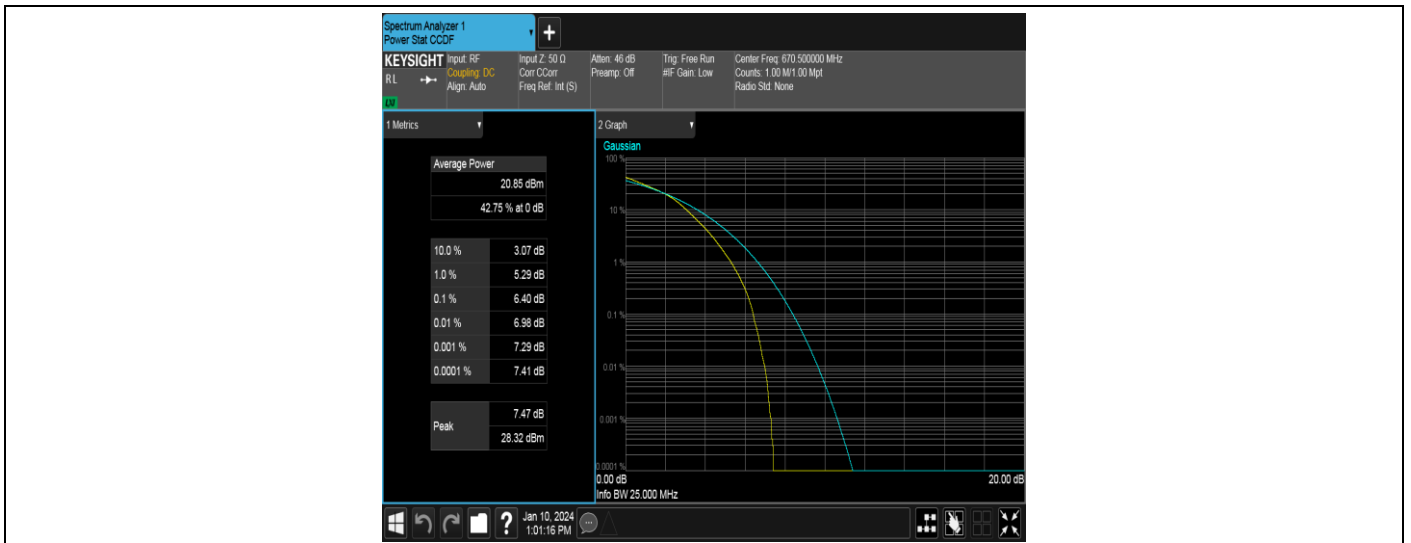 Spectrum Analyzer 1
Power Stat CCDF
+
KEYSIGHT
RL
LXI
Input: RF
Coupling: DC
Align: Auto
Input Z: 50 Ω
Corr CCorr
Freq Ref: Int (S)
Atten: 46 dB
Preamp: Off
Trig: Free Run
#IF Gain: Low
Center Freq: 670.500000 MHz
Counts: 1.00 M/1.00 Mpt
Radio Std: None
1 Metrics
Average Power
20.85 dBm
42.75 % at 0 dB
10.0 % 3.07 dB
1.0 % 5.29 dB
0.1 % 6.40 dB
0.01 % 6.98 dB
0.001 % 7.29 dB
0.0001 % 7.41 dB
Peak 7.47 dB
28.32 dBm
2 Graph
Gaussian
100 %
10 %
1 %
0.1 %
0.01 %
0.001 %
0.0001 %
0.00 dB 20.00 dB
Info BW 25.000 MHz
?
Jan 10, 2024
1:01:16 PM